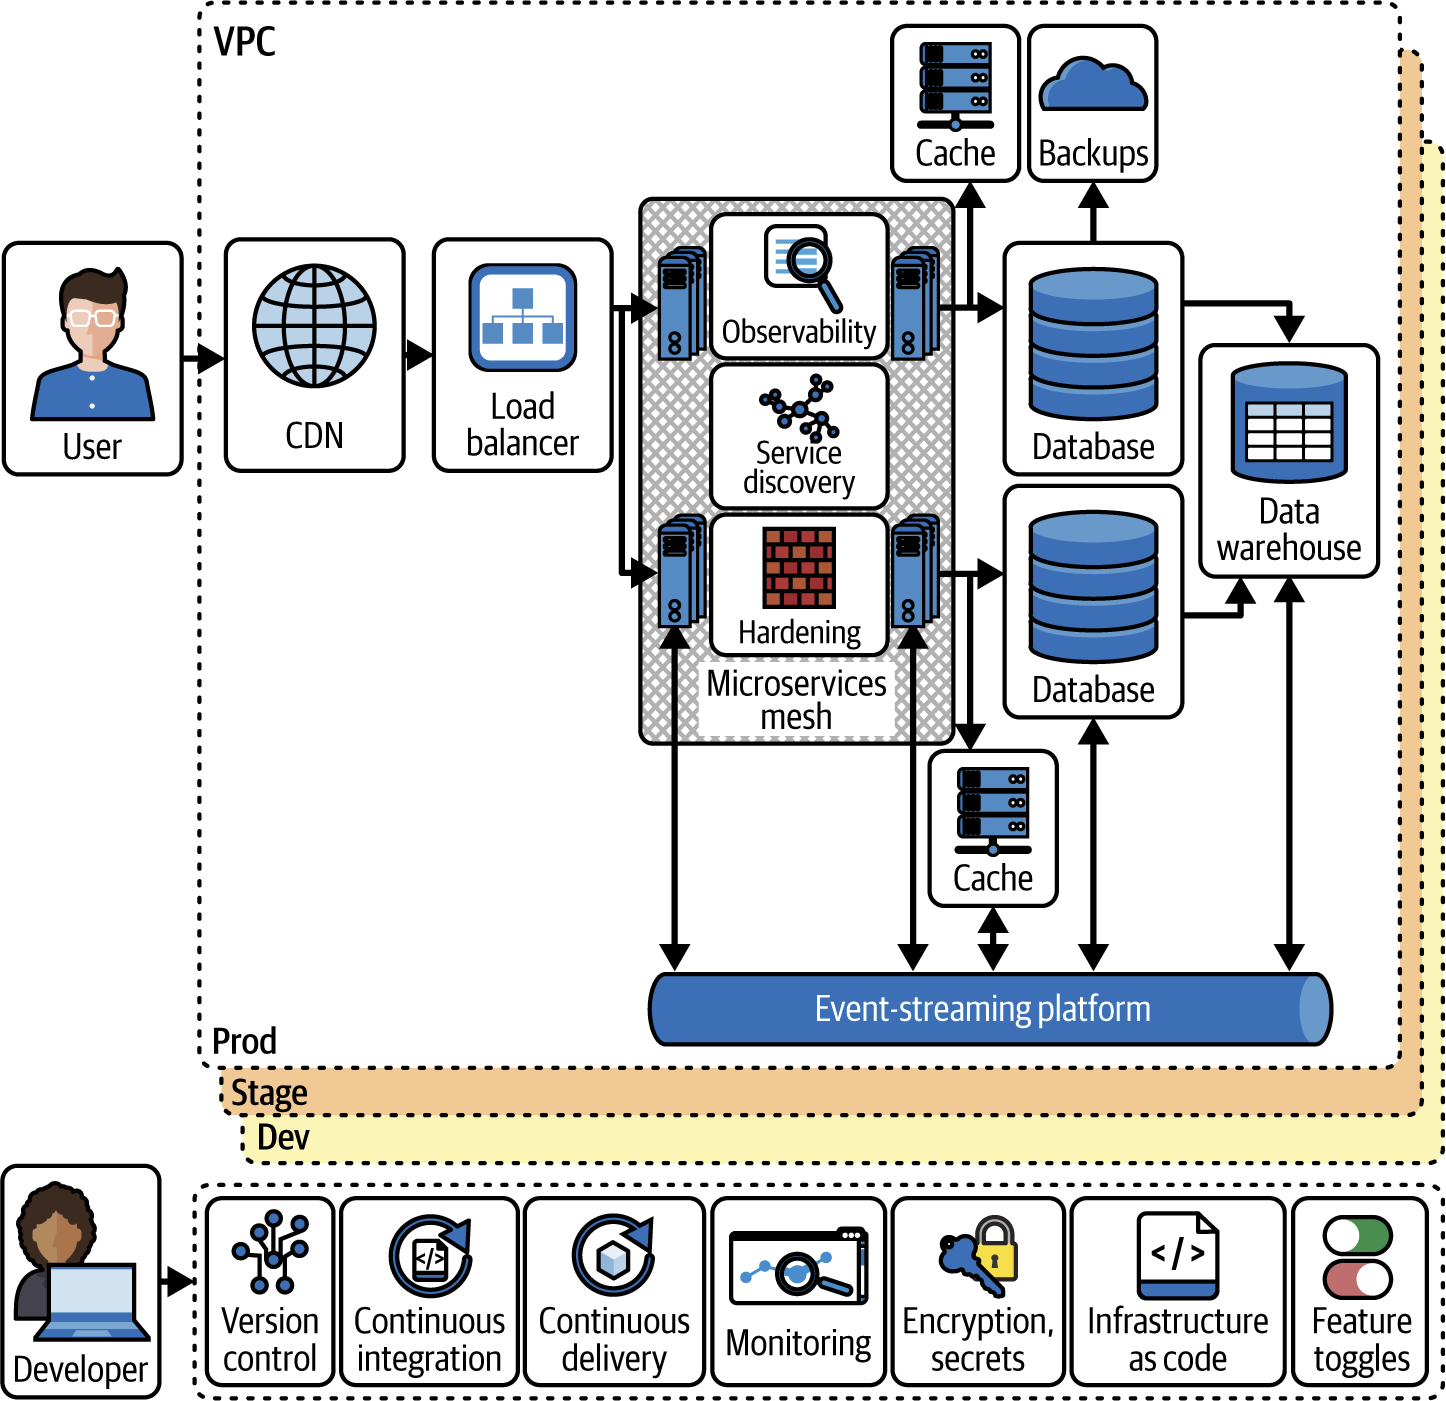 VPC
Cache
Backups
User
CDN
Load
balancer
Observability
Service
discovery
Hardening
Microservices
mesh
Database
Database
Data
warehouse
Cache
Event-streaming platform
Prod
Stage
Dev
Developer
Version
control
</>
Continuous
integration
Continuous
delivery
Monitoring
Encryption,
secrets
</>
Infrastructure
as code
Feature
toggles